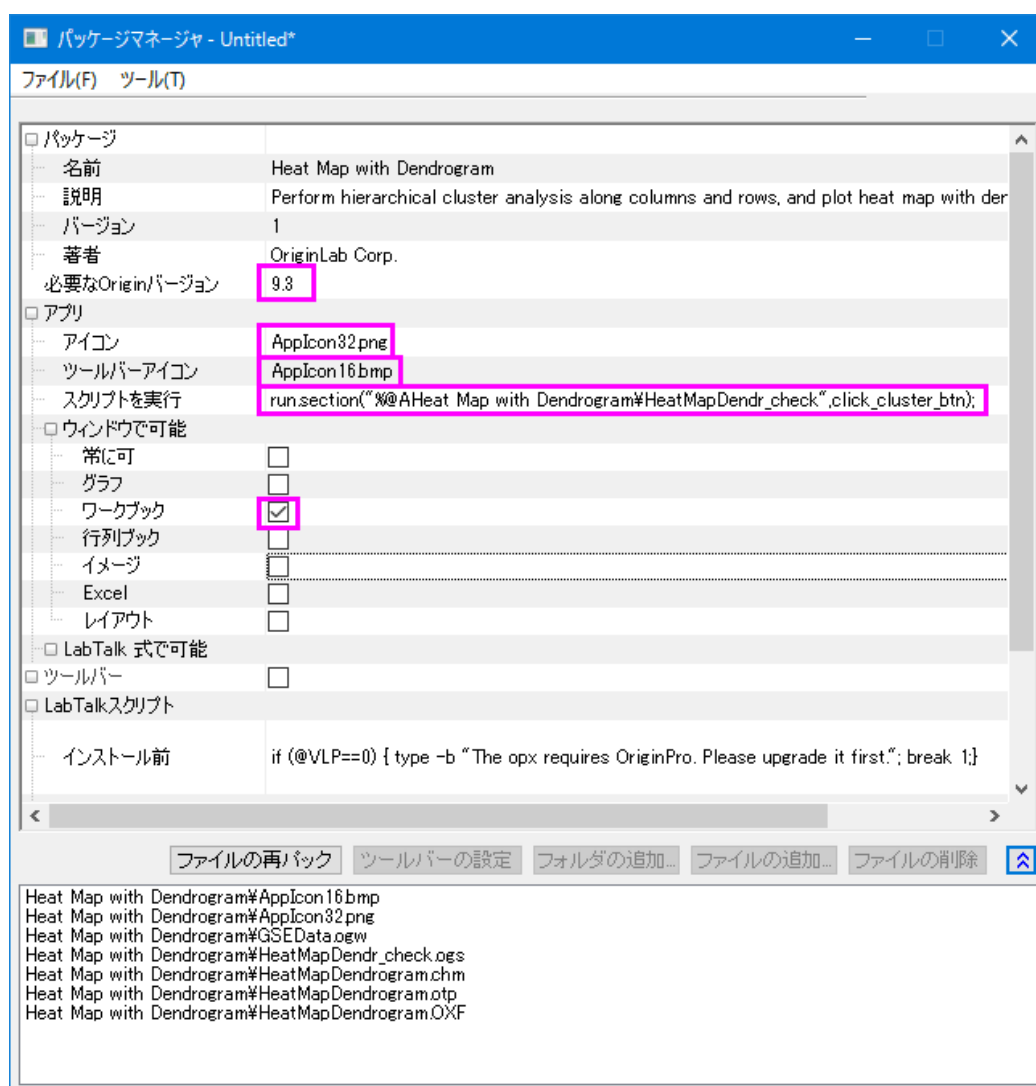 パッケージマネージャ - Untitled*
ファイル(F) ツール(T)
パッケージ
名前 Heat Map with Dendrogram
説明 Perform hierarchical cluster analysis along columns and rows, and plot heat map with der
バージョン 1
著者 OriginLab Corp.
必要なOriginバージョン 9.3
アプリ
アイコン AppIcon32.png
ツールバーアイコン AppIcon16.bmp
スクリプトを実行 run.section("%@AHeat Map with Dendrogram¥HeatMapDendr_check",click_cluster_btn);
ウィンドウで可能
常に可
グラフ
ワークブック
行列ブック
イメージ
Excel
レイアウト
LabTalk 式で可能
ツールバー
LabTalkスクリプト
インストール前 if (@VLP==0) { type -b "The opx requires OriginPro. Please upgrade it first."; break 1;}
ファイルの再パック ツールバーの設定 フォルダの追加... ファイルの追加... ファイルの削除
Heat Map with Dendrogram¥AppIcon16.bmp
Heat Map with Dendrogram¥AppIcon32.png
Heat Map with Dendrogram¥GSEData.ogw
Heat Map with Dendrogram¥HeatMapDendr_check.ogs
Heat Map with Dendrogram¥HeatMapDendrogram.chm
Heat Map with Dendrogram¥HeatMapDendrogram.otp
Heat Map with Dendrogram¥HeatMapDendrogram.OXF